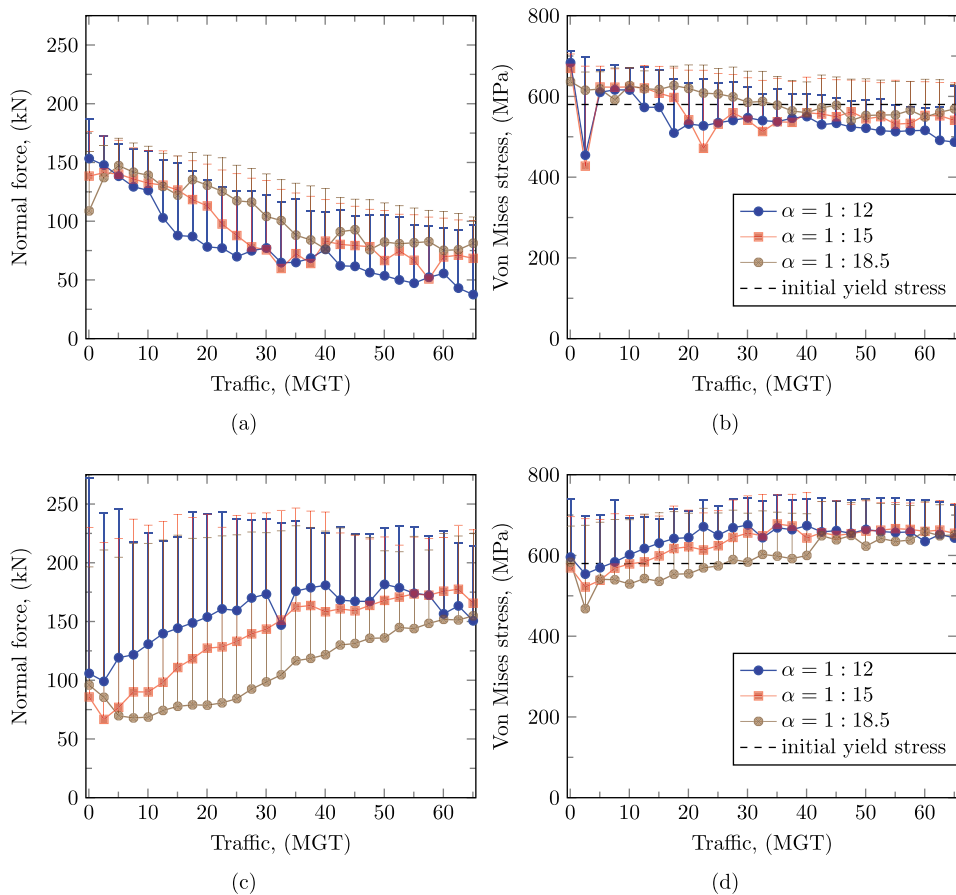 250
200
150
100
50
0
Normal force, (kN)
0 10 20 30 40 50 60
Traffic, (MGT)
(a)
800
600
400
200
0
Von Mises stress, (MPa)
α = 1 : 12
α = 1 : 15
α = 1 : 18.5
initial yield stress
0 10 20 30 40 50 60
Traffic, (MGT)
(b)
250
200
150
100
50
0
Normal force, (kN)
0 10 20 30 40 50 60
Traffic, (MGT)
(c)
800
600
400
200
0
Von Mises stress, (MPa)
α = 1 : 12
α = 1 : 15
α = 1 : 18.5
initial yield stress
0 10 20 30 40 50 60
Traffic, (MGT)
(d)